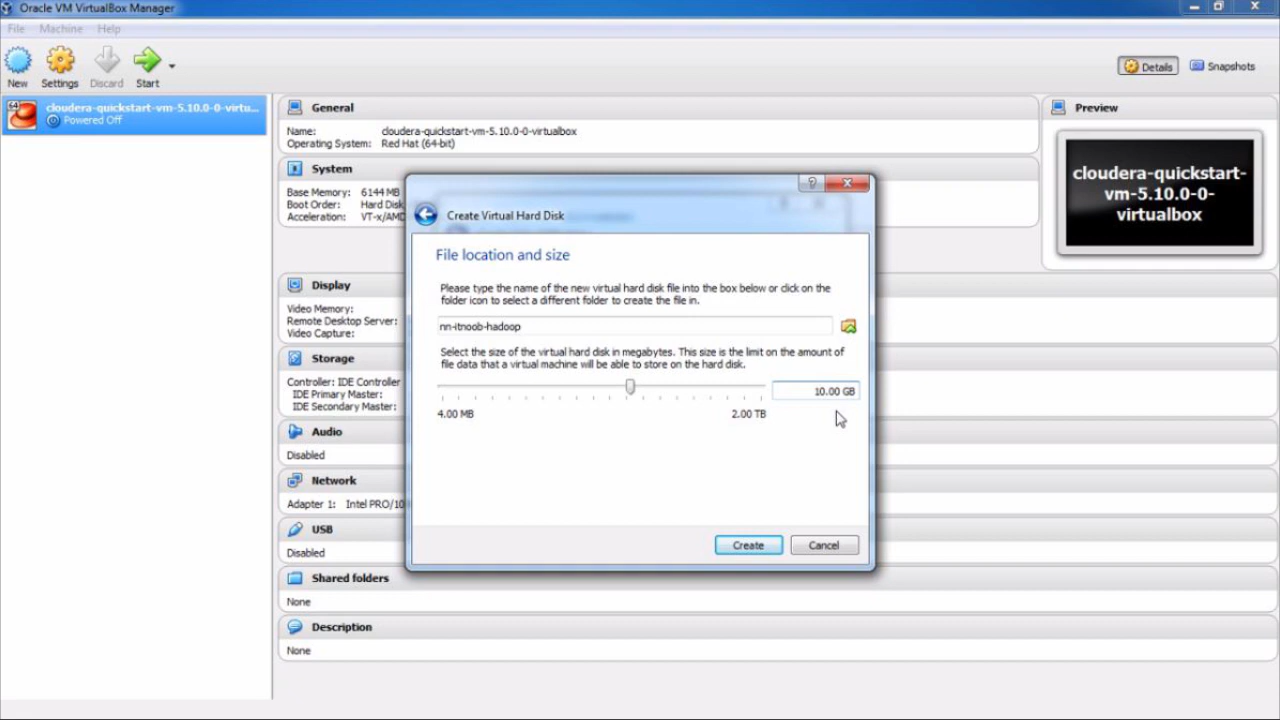 Oracle VM VirtualBox Manager
File Machine Help
New Settings Discard Start
Details Snapshots
64
cloudera-quickstart-vm-5.10.0-0-virtu...
Powered Off
General
Name: cloudera-quickstart-vm-5.10.0-0-virtualbox
Operating System: Red Hat (64-bit)
System
Base Memory: 6144 MB
Boot Order: Hard Disk
Acceleration: VT-x/AMD
Display
Video Memory:
Remote Desktop Server:
Video Capture:
Storage
Controller: IDE Controller
IDE Primary Master:
IDE Secondary Master:
Audio
Disabled
Network
Adapter 1: Intel PRO/10
USB
Disabled
Shared folders
None
Description
None
Preview
cloudera-quickstart-
vm-5.10.0-0-
virtualbox
?
Create Virtual Hard Disk
File location and size
Please type the name of the new virtual hard disk file into the box below or click on the
folder icon to select a different folder to create the file in.
nn-itnoob-hadoop
Select the size of the virtual hard disk in megabytes. This size is the limit on the amount of
file data that a virtual machine will be able to store on the hard disk.
10.00 GB
4.00 MB 2.00 TB
Create Cancel